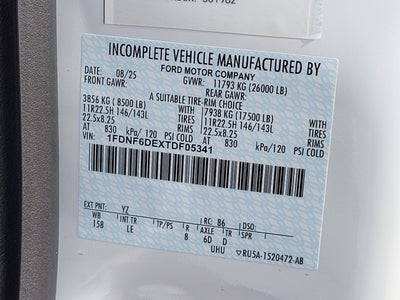 INCOMPLETE VEHICLE MANUFACTURED BY
FORD MOTOR COMPANY
DATE: 08/25 GVWR: 11793 KG (26000 LB)
FRONT GAWR: REAR GAWR:
A SUITABLE TIRE-RIM CHOICE
3856 KG ( 8500 LB) WITH 7938 KG (17500 LB) WITH
11R22.5H 146/143L TIRES 11R22.5H 146/143L TIRES
22.5x8.25 RIMS 22.5x8.25 RIMS
AT 830 kPa/ 120 PSI COLD AT 830 kPa/ 120 PSI COLD
VIN: 1FDNF6DEXTDF05341
EXT PNT: YZ RC: 86 DSO:
WB INT TR TP/PS R AXLE TR SPR
158 LE 8 6D D
UHU
RU5A-1520472-AB